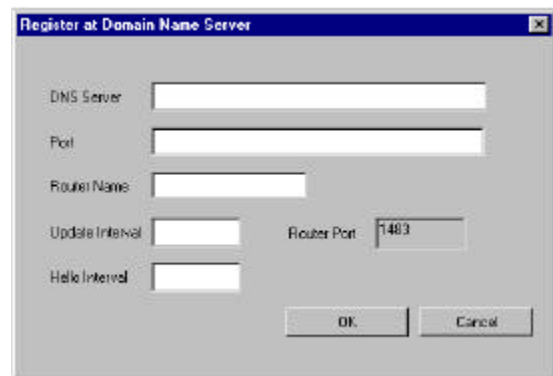 Register at Domain Name Server
DNS Server
Port
Router Name
Update Interval
Router Port 1483
Hello Interval
OK Cancel